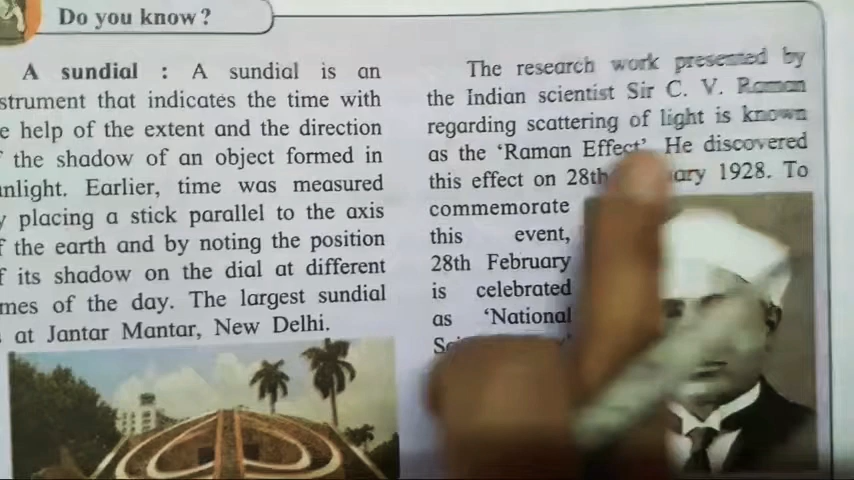 Do you know?
A sundial : A sundial is an
strument that indicates the time with
e help of the extent and the direction
the shadow of an object formed in
nlight. Earlier, time was measured
y placing a stick parallel to the axis
f the earth and by noting the position
f its shadow on the dial at different
mes of the day. The largest sundial
at Jantar Mantar, New Delhi.
The research work presented by
the Indian scientist Sir C. V. Raman
regarding scattering of light is known
as the ‘Raman Effect’. He discovered
this effect on 28th ary 1928. To
commemorate
this event,
28th February
is celebrated
as ‘National